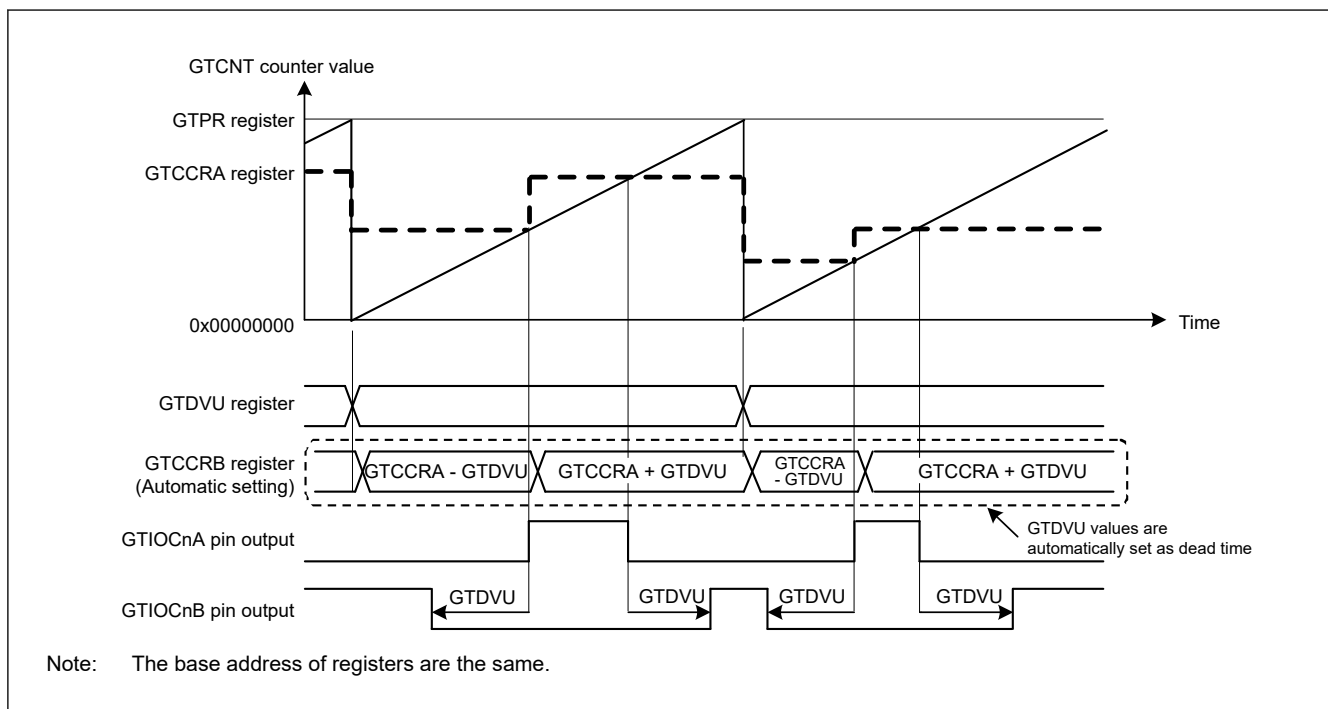 GTCNT counter value
GTPR register
GTCCRA register
0x00000000
Time
GTDVU register
GTCCRB register
(Automatic setting)
GTCCRA - GTDVU
GTCCRA + GTDVU
GTCCRA
- GTDVU
GTCCRA + GTDVU
GTDVU values are
automatically set as dead time
GTIOCnA pin output
GTIOCnB pin output
GTDVU
GTDVU
GTDVU
GTDVU
Note: The base address of registers are the same.